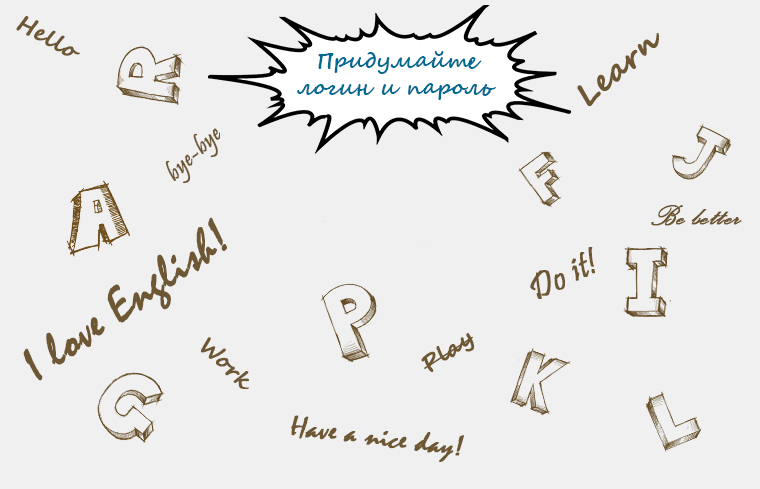 Hello
R
Придумайте
логин и пароль
Learn
bye-bye
F
J
A
Be better
I love English!
Do it!
I
P
Work
Play
K
G
L
Have a nice day!